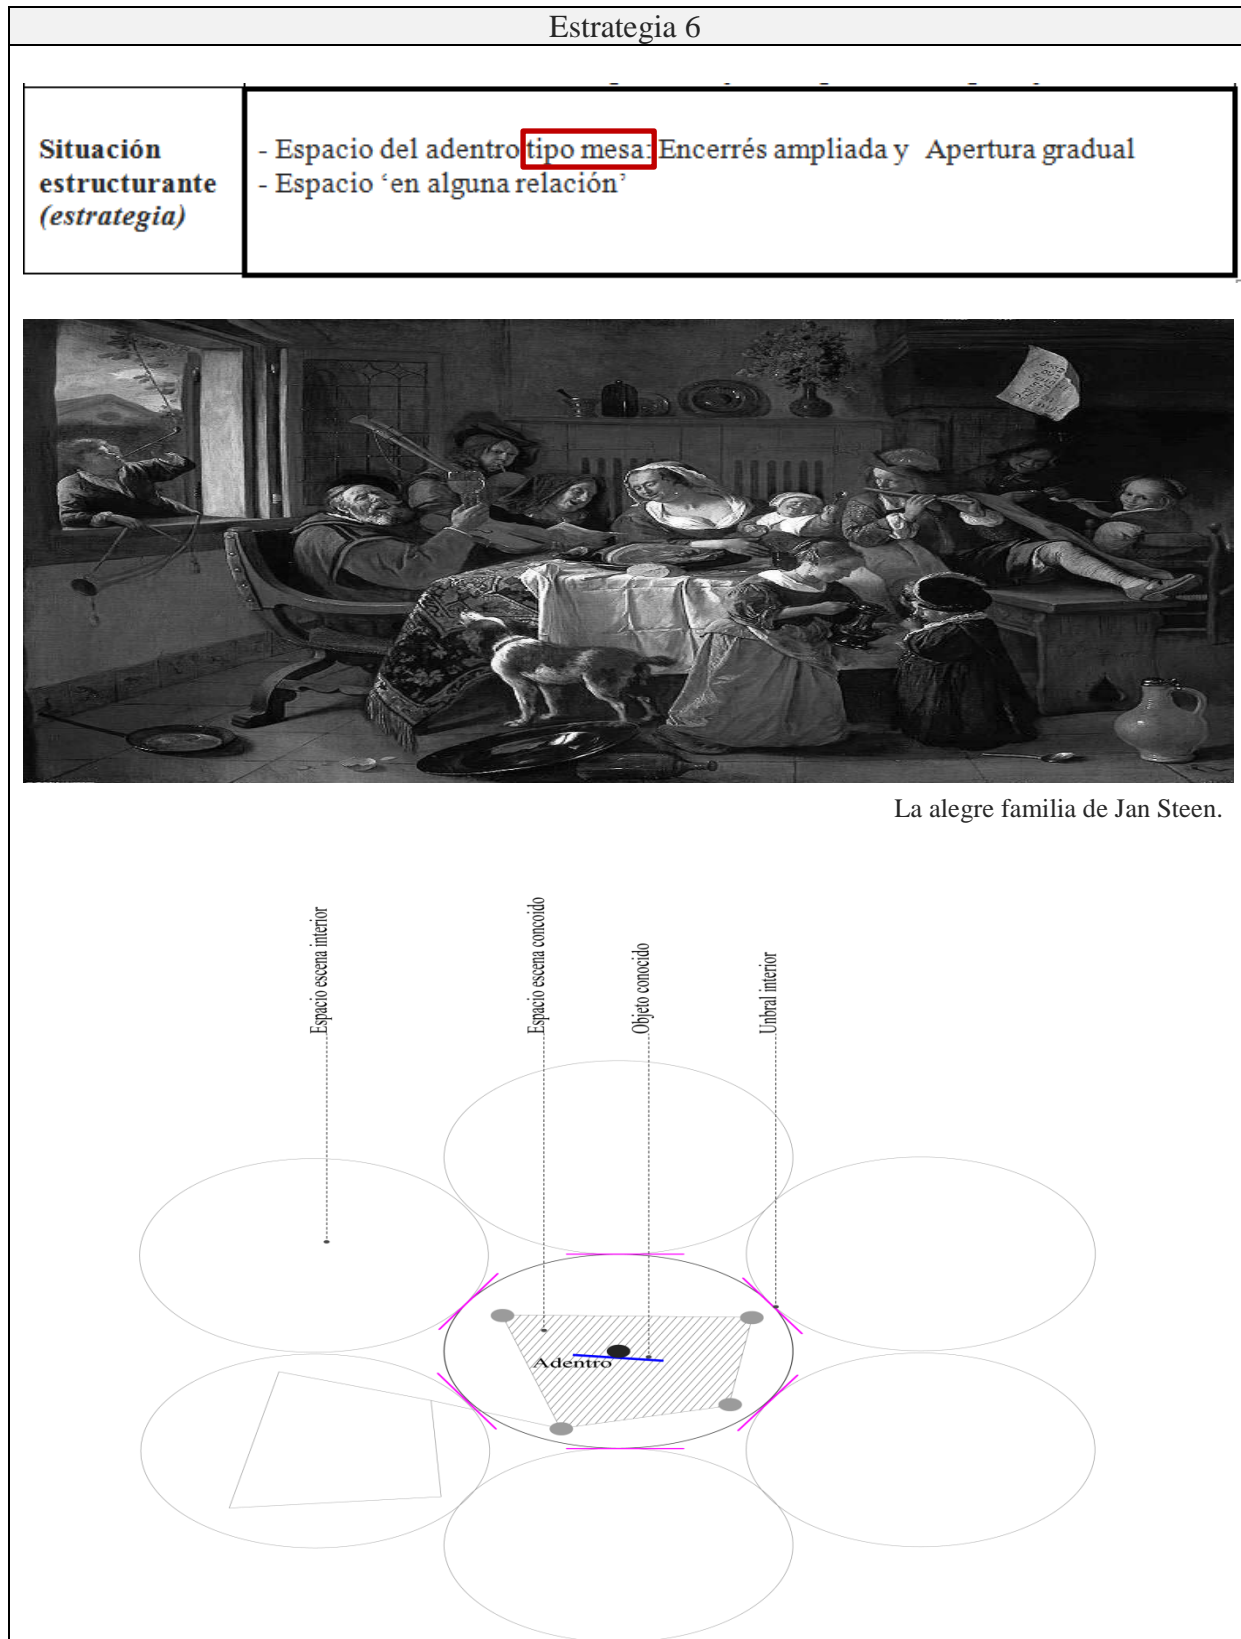 Estrategia 6
Situación
estructurante
(estrategia)
- Espacio del adentro tipo mesa: Encerrés ampliada y Apertura gradual
- Espacio ‘en alguna relación’
La alegre familia de Jan Steen.
Espacio escena interior
Espacio escena concoido
Objeto conocido
Unbral interior
Adentro